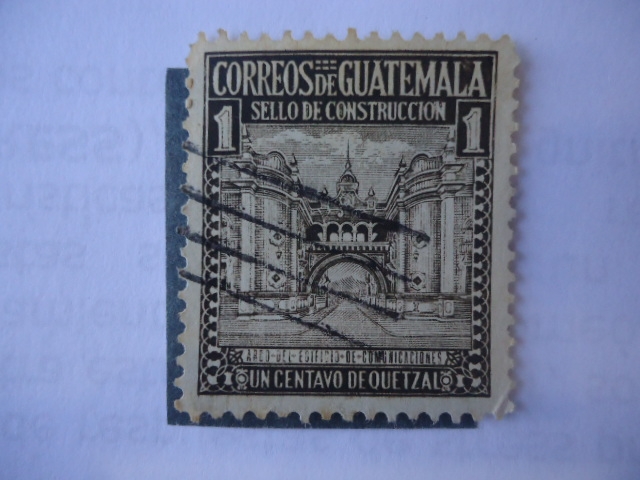 CORREOS DE GUATEMALA
SELLO DE CONSTRUCCION
1 1
ARCO-DEL-EDIFICIO-DE-COMUNICACIONES
UN CENTAVO DE QUETZAL